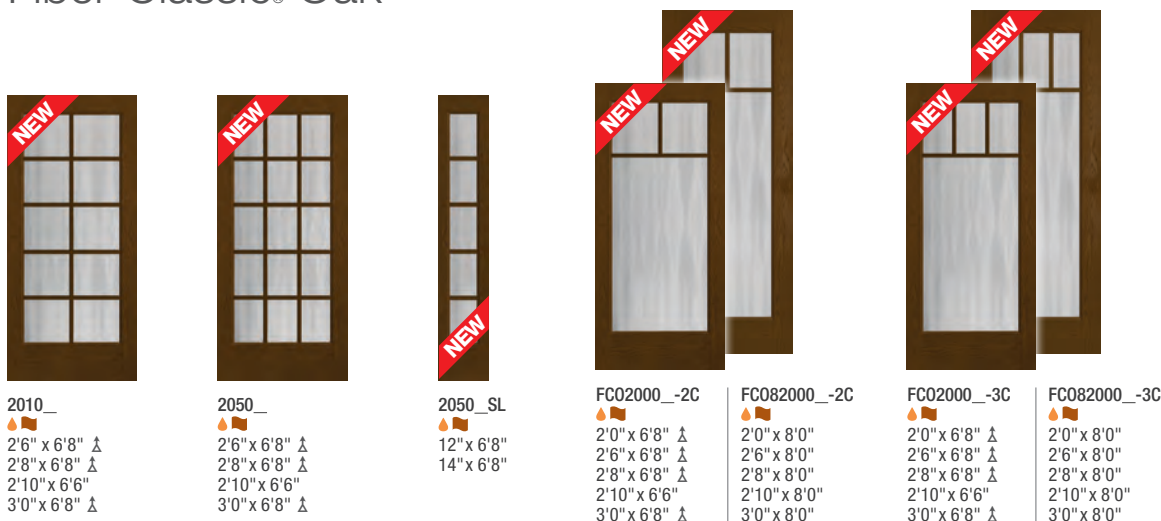 Fiber-Classic® Oak
NEW
NEW
NEW
NEW
NEW
NEW
NEW
2010_
2'6" x 6'8"
2'8" x 6'8"
2'10" x 6'6"
3'0" x 6'8"
2050_
2'6" x 6'8"
2'8" x 6'8"
2'10" x 6'6"
3'0" x 6'8"
2050_SL
12" x 6'8"
14" x 6'8"
FCO2000_-2C
2'0" x 6'8"
2'6" x 6'8"
2'8" x 6'8"
2'10" x 6'6"
3'0" x 6'8"
FCO82000_-2C
2'0" x 8'0"
2'6" x 8'0"
2'8" x 8'0"
2'10" x 8'0"
3'0" x 8'0"
FCO2000_-3C
2'0" x 6'8"
2'6" x 6'8"
2'8" x 6'8"
2'10" x 6'6"
3'0" x 6'8"
FCO82000_-3C
2'0" x 8'0"
2'6" x 8'0"
2'8" x 8'0"
2'10" x 8'0"
3'0" x 8'0"